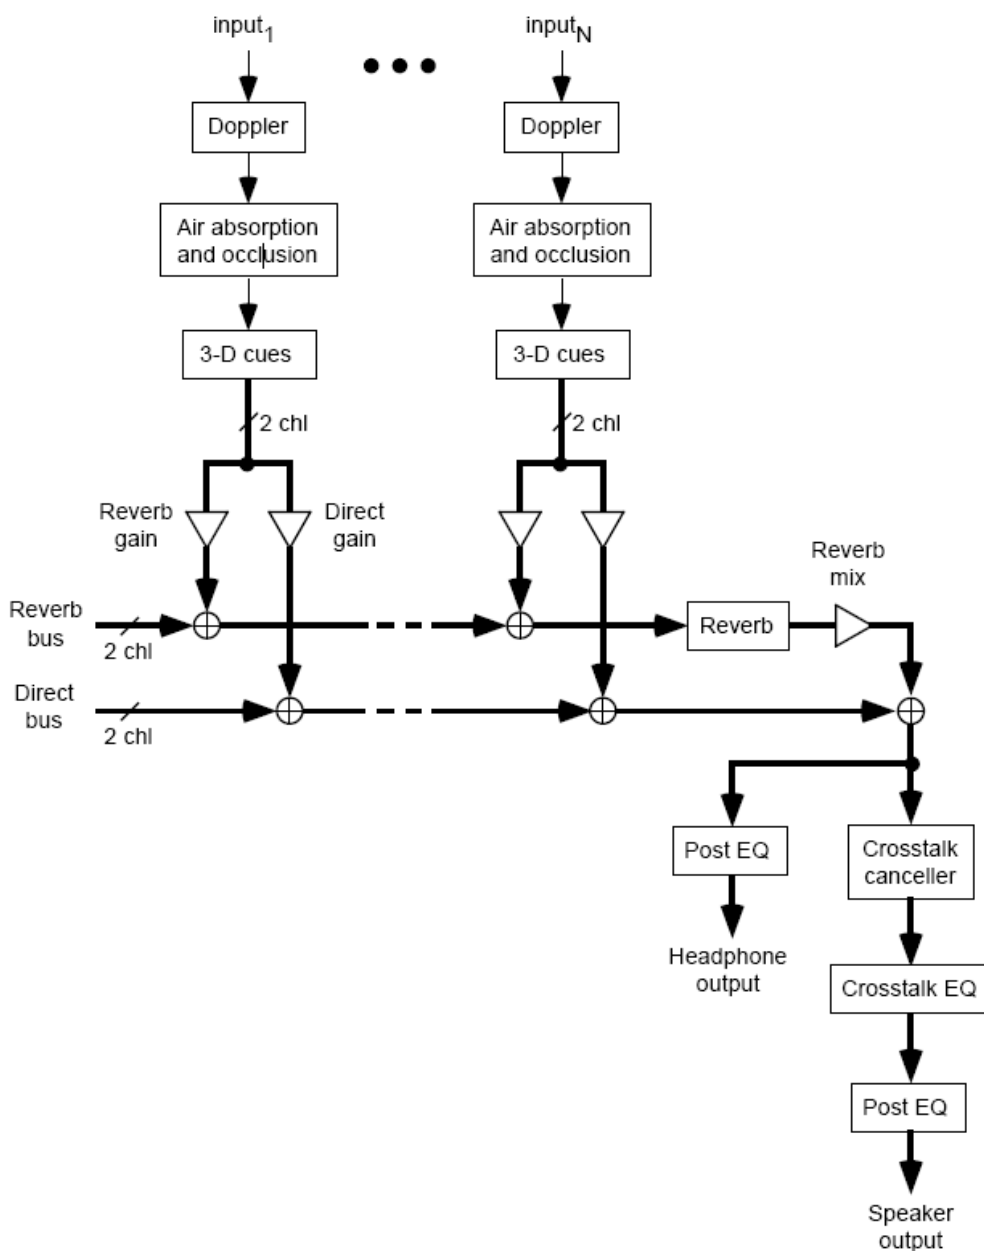 input1
inputN
Doppler
Doppler
Air absorption
and occlusion
Air absorption
and occlusion
3-D cues
3-D cues
2 chl
2 chl
Reverb
gain
Direct
gain
Reverb
mix
Reverb
bus
2 chl
Reverb
Direct
bus
2 chl
Post EQ
Crosstalk
canceller
Headphone
output
Crosstalk EQ
Post EQ
Speaker
output